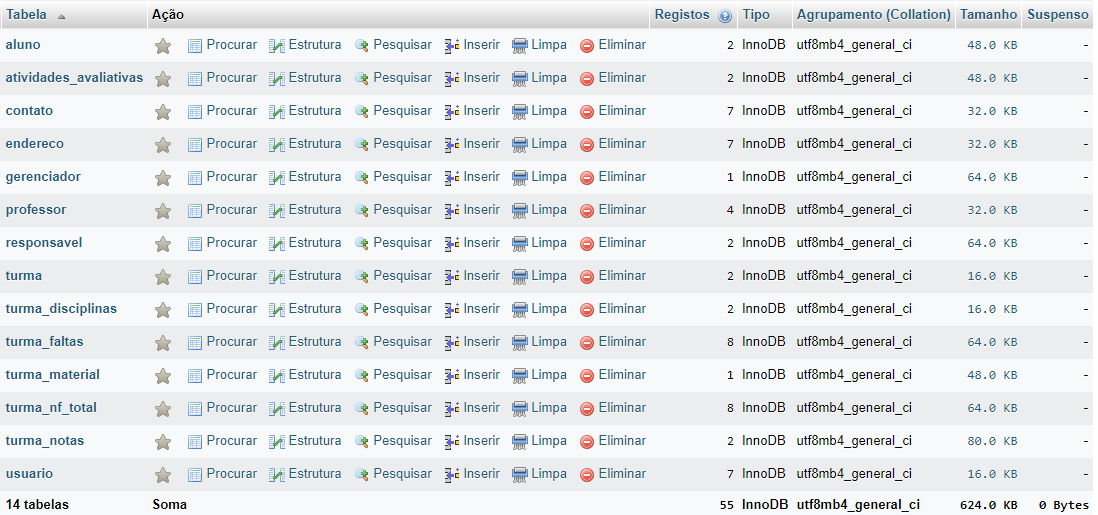 Tabela Ação Registos Tipo Agrupamento (Collation) Tamanho Suspenso
aluno Procurar Estrutura Pesquisar Inserir Limpa Eliminar 2 InnoDB utf8mb4_general_ci 48.0 KB -
atividades_avaliativas Procurar Estrutura Pesquisar Inserir Limpa Eliminar 2 InnoDB utf8mb4_general_ci 48.0 KB -
contato Procurar Estrutura Pesquisar Inserir Limpa Eliminar 7 InnoDB utf8mb4_general_ci 32.0 KB -
endereco Procurar Estrutura Pesquisar Inserir Limpa Eliminar 7 InnoDB utf8mb4_general_ci 32.0 KB -
gerenciador Procurar Estrutura Pesquisar Inserir Limpa Eliminar 1 InnoDB utf8mb4_general_ci 64.0 KB -
professor Procurar Estrutura Pesquisar Inserir Limpa Eliminar 4 InnoDB utf8mb4_general_ci 32.0 KB -
responsavel Procurar Estrutura Pesquisar Inserir Limpa Eliminar 2 InnoDB utf8mb4_general_ci 64.0 KB -
turma Procurar Estrutura Pesquisar Inserir Limpa Eliminar 2 InnoDB utf8mb4_general_ci 16.0 KB -
turma_disciplinas Procurar Estrutura Pesquisar Inserir Limpa Eliminar 2 InnoDB utf8mb4_general_ci 16.0 KB -
turma_faltas Procurar Estrutura Pesquisar Inserir Limpa Eliminar 8 InnoDB utf8mb4_general_ci 64.0 KB -
turma_material Procurar Estrutura Pesquisar Inserir Limpa Eliminar 1 InnoDB utf8mb4_general_ci 48.0 KB -
turma_nf_total Procurar Estrutura Pesquisar Inserir Limpa Eliminar 8 InnoDB utf8mb4_general_ci 64.0 KB -
turma_notas Procurar Estrutura Pesquisar Inserir Limpa Eliminar 2 InnoDB utf8mb4_general_ci 80.0 KB -
usuario Procurar Estrutura Pesquisar Inserir Limpa Eliminar 7 InnoDB utf8mb4_general_ci 16.0 KB -
14 tabelas Soma 55 InnoDB utf8mb4_general_ci 624.0 KB 0 Bytes